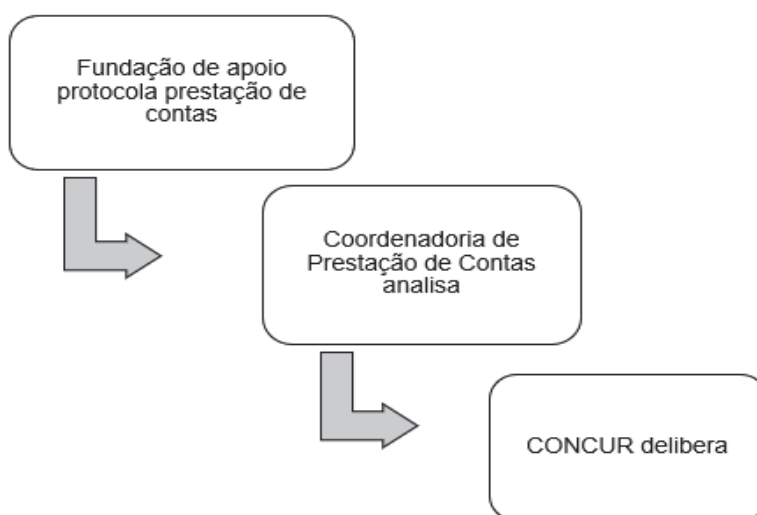 Fundação de apoio
protocola prestação de
contas
Coordenadoria de
Prestação de Contas
analisa
CONCUR delibera